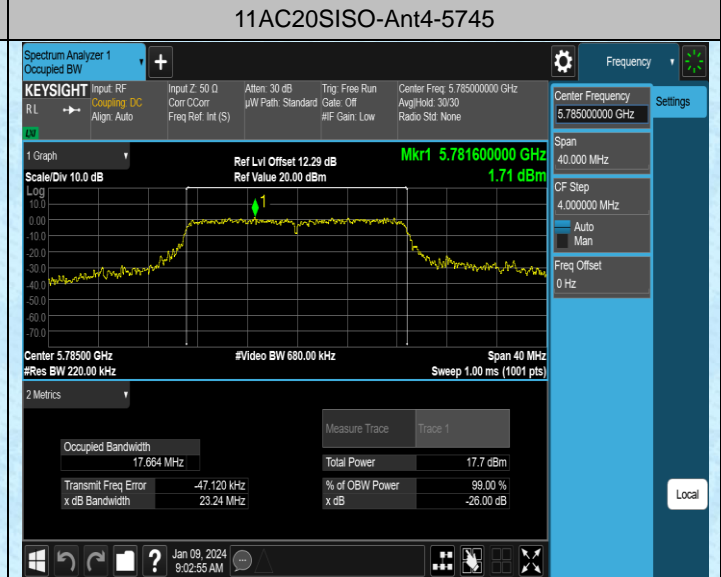 11AC20SISO-Ant4-5745
Spectrum Analyzer 1
Occupied BW
+
Frequency
KEYSIGHT
RL
Input: RF
Coupling: DC
Align: Auto
Input Z: 50 Ω
Corr CCorr
Freq Ref: Int (S)
Atten: 30 dB
µW Path: Standard
Trig: Free Run
Gate: Off
#IF Gain: Low
Center Freq: 5.785000000 GHz
Avg|Hold: 30/30
Radio Std: None
LW
Center Frequency
5.785000000 GHz
Settings
Span
40.000 MHz
CF Step
4.000000 MHz
Auto
Man
Freq Offset
0 Hz
Local
1 Graph
Scale/Div 10.0 dB
Ref Lvl Offset 12.29 dB
Ref Value 20.00 dBm
Mkr1 5.781600000 GHz
1.71 dBm
Log
10.0
0.00
-10.0
-20.0
-30.0
-40.0
-50.0
-60.0
-70.0
1
Center 5.78500 GHz
#Res BW 220.00 kHz
#Video BW 680.00 kHz
Span 40 MHz
Sweep 1.00 ms (1001 pts)
2 Metrics
Measure Trace Trace 1
Occupied Bandwidth
17.664 MHz
Total Power 17.7 dBm
Transmit Freq Error -47.120 kHz
% of OBW Power 99.00 %
x dB Bandwidth 23.24 MHz
x dB -26.00 dB
?
Jan 09, 2024
9:02:55 AM